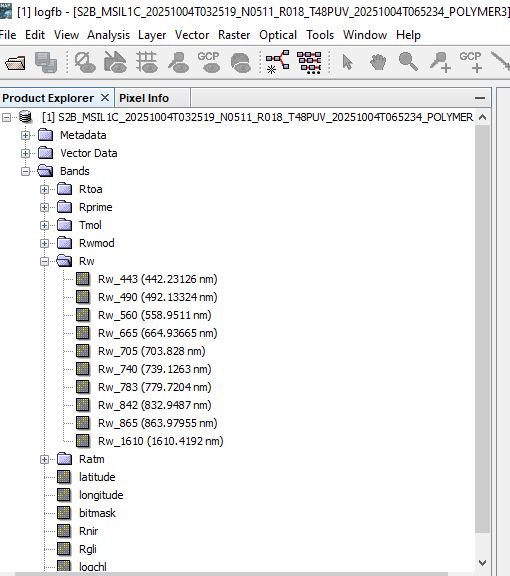 [1] logfb - [S2B_MSIL1C_20251004T032519_N0511_R018_T48PUV_20251004T065234_POLYMER3]
File Edit View Analysis Layer Vector Raster Optical Tools Window Help
GCP GCP
Product Explorer × Pixel Info
[1] S2B_MSIL1C_20251004T032519_N0511_R018_T48PUV_20251004T065234_POLYMER
Metadata
Vector Data
Bands
Rtoa
Rprime
Tmol
Rwmod
Rw
Rw_443 (442.23126 nm)
Rw_490 (492.13324 nm)
Rw_560 (558.9511 nm)
Rw_665 (664.93665 nm)
Rw_705 (703.828 nm)
Rw_740 (739.1263 nm)
Rw_783 (779.7204 nm)
Rw_842 (832.9487 nm)
Rw_865 (863.97955 nm)
Rw_1610 (1610.4192 nm)
Ratm
latitude
longitude
bitmask
Rnir
Rgli
logchl